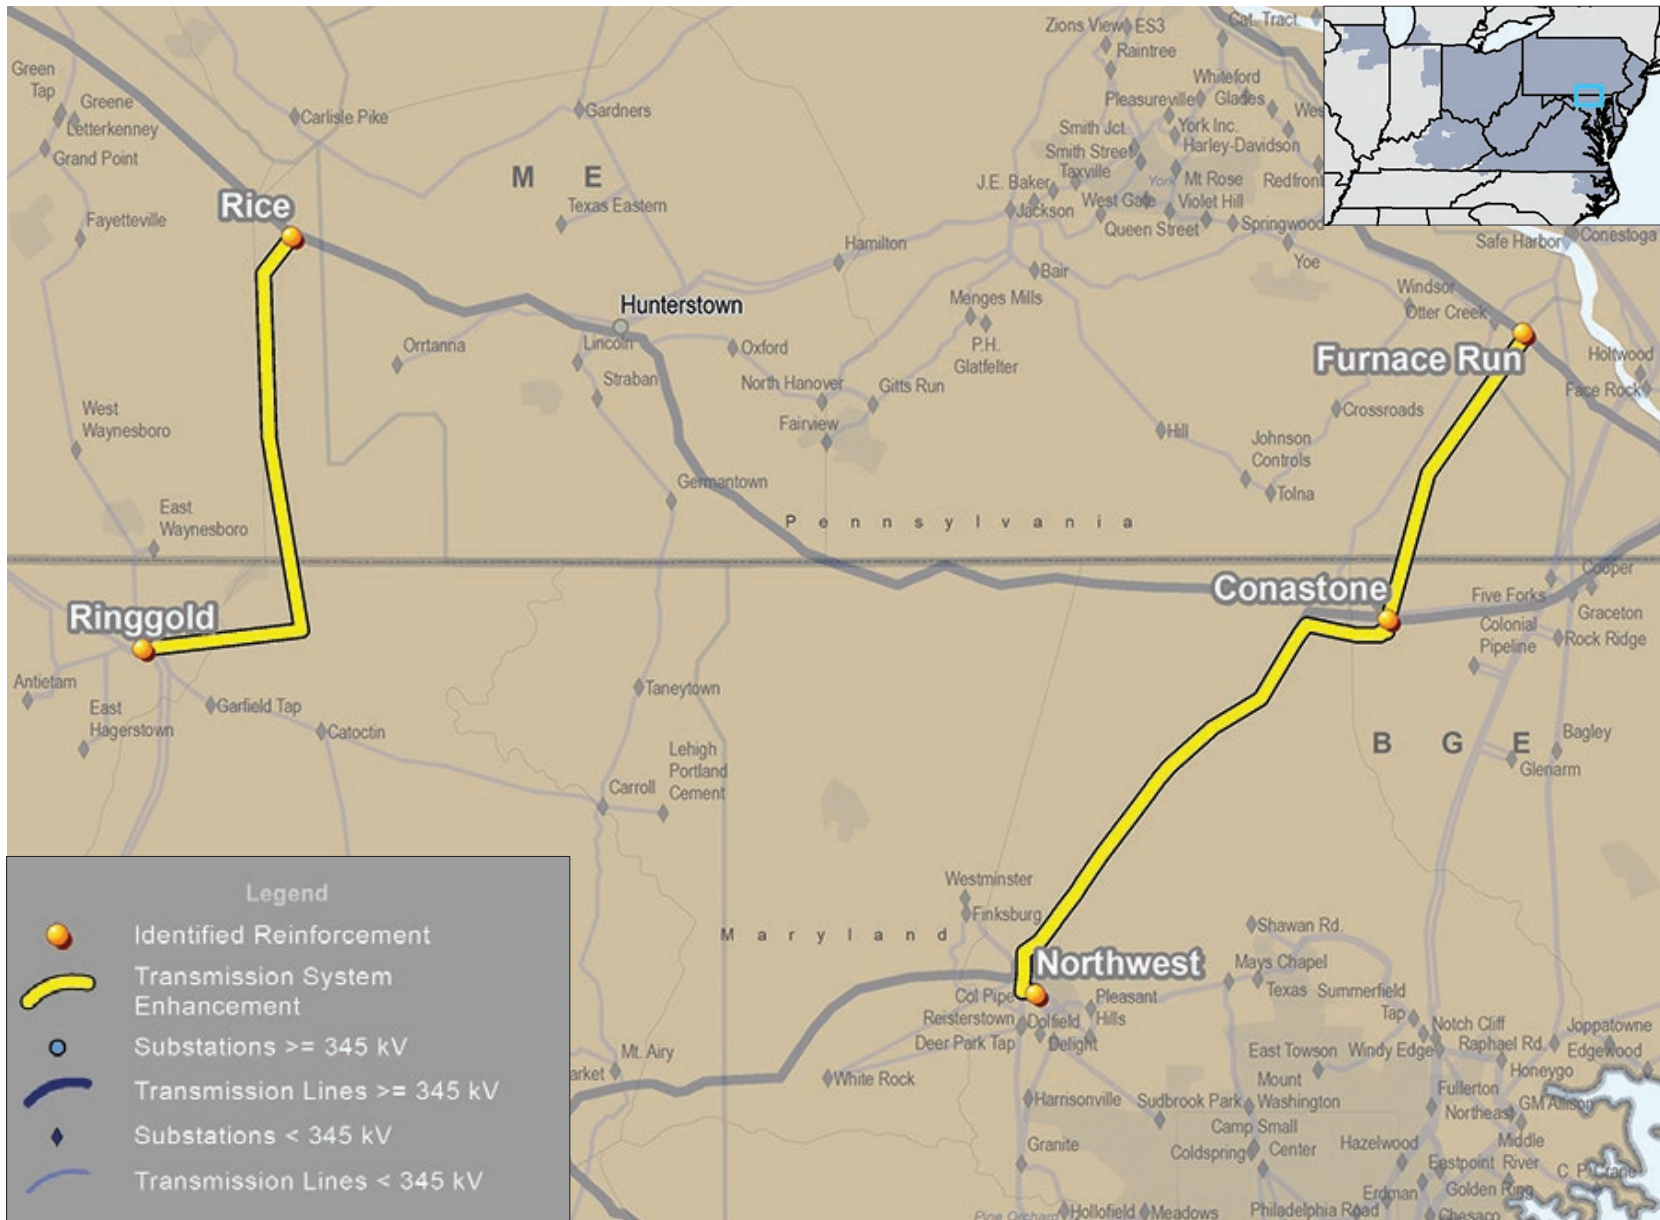 Zions View
ES3
Cat. Tract.
Raintree
Green
Tap
Greene
Letterkenney
Grand Point
Carlisle Pike
Gardners
Whiteford
Pleasureville
Glades
Smith Jct.
York Inc.
Smith Street
Harley-Davidson
Taxville
J.E. Baker
York
Mt Rose
Redfront
West Gate
Violet Hill
Jackson
Queen Street
Springwood
M E
Texas Eastern
Rice
Fayetteville
Hamilton
Safe Harbor
Conestoga
Yoe
Bair
Windsor
Otter Creek
Hunterstown
Menges Mills
P.H.
Glatfelter
Orrtanna
Lincoln
Oxford
Furnace Run
Holtwood
Face Rock
Straban
North Hanover
Gitts Run
Fairview
Crossroads
West
Waynesboro
Hill
Johnson
Controls
Tolna
Germantown
East
Waynesboro
Pennsylvania
Conastone
Cooper
Five Forks
Graceton
Colonial
Pipeline
Rock Ridge
Ringgold
Antietam
Taneytown
Garfield Tap
East
Hagerstown
Catoctin
B G E
Bagley
Glenarm
Lehigh
Portland
Cement
Carroll
Westminster
Finksburg
Shawan Rd.
Maryland
Northwest
Mays Chapel
Texas
Summerfield
Tap
Col Pipe
Pleasant
Hills
Reisterstown
Dolfield
Deer Park Tap
Delight
Notch Cliff
Joppatowne
Raphael Rd.
Edgewood
East Towson
Windy Edge
Honeygo
Mt. Airy
arket
White Rock
Mount
Washington
Fullerton
Harrisonville
Sudbrook Park
Northeast
GM Allison
Camp Small
Granite
Coldspring
Center
Hazelwood
Middle
River
Eastpoint
C. P. Crane
Golden Ring
Erdman
Pine Orchard
Hollofield
Meadows
Philadelphia Road
Chesaco
Legend
Identified Reinforcement
Transmission System
Enhancement
Substations >= 345 kV
Transmission Lines >= 345 kV
Substations < 345 kV
Transmission Lines < 345 kV